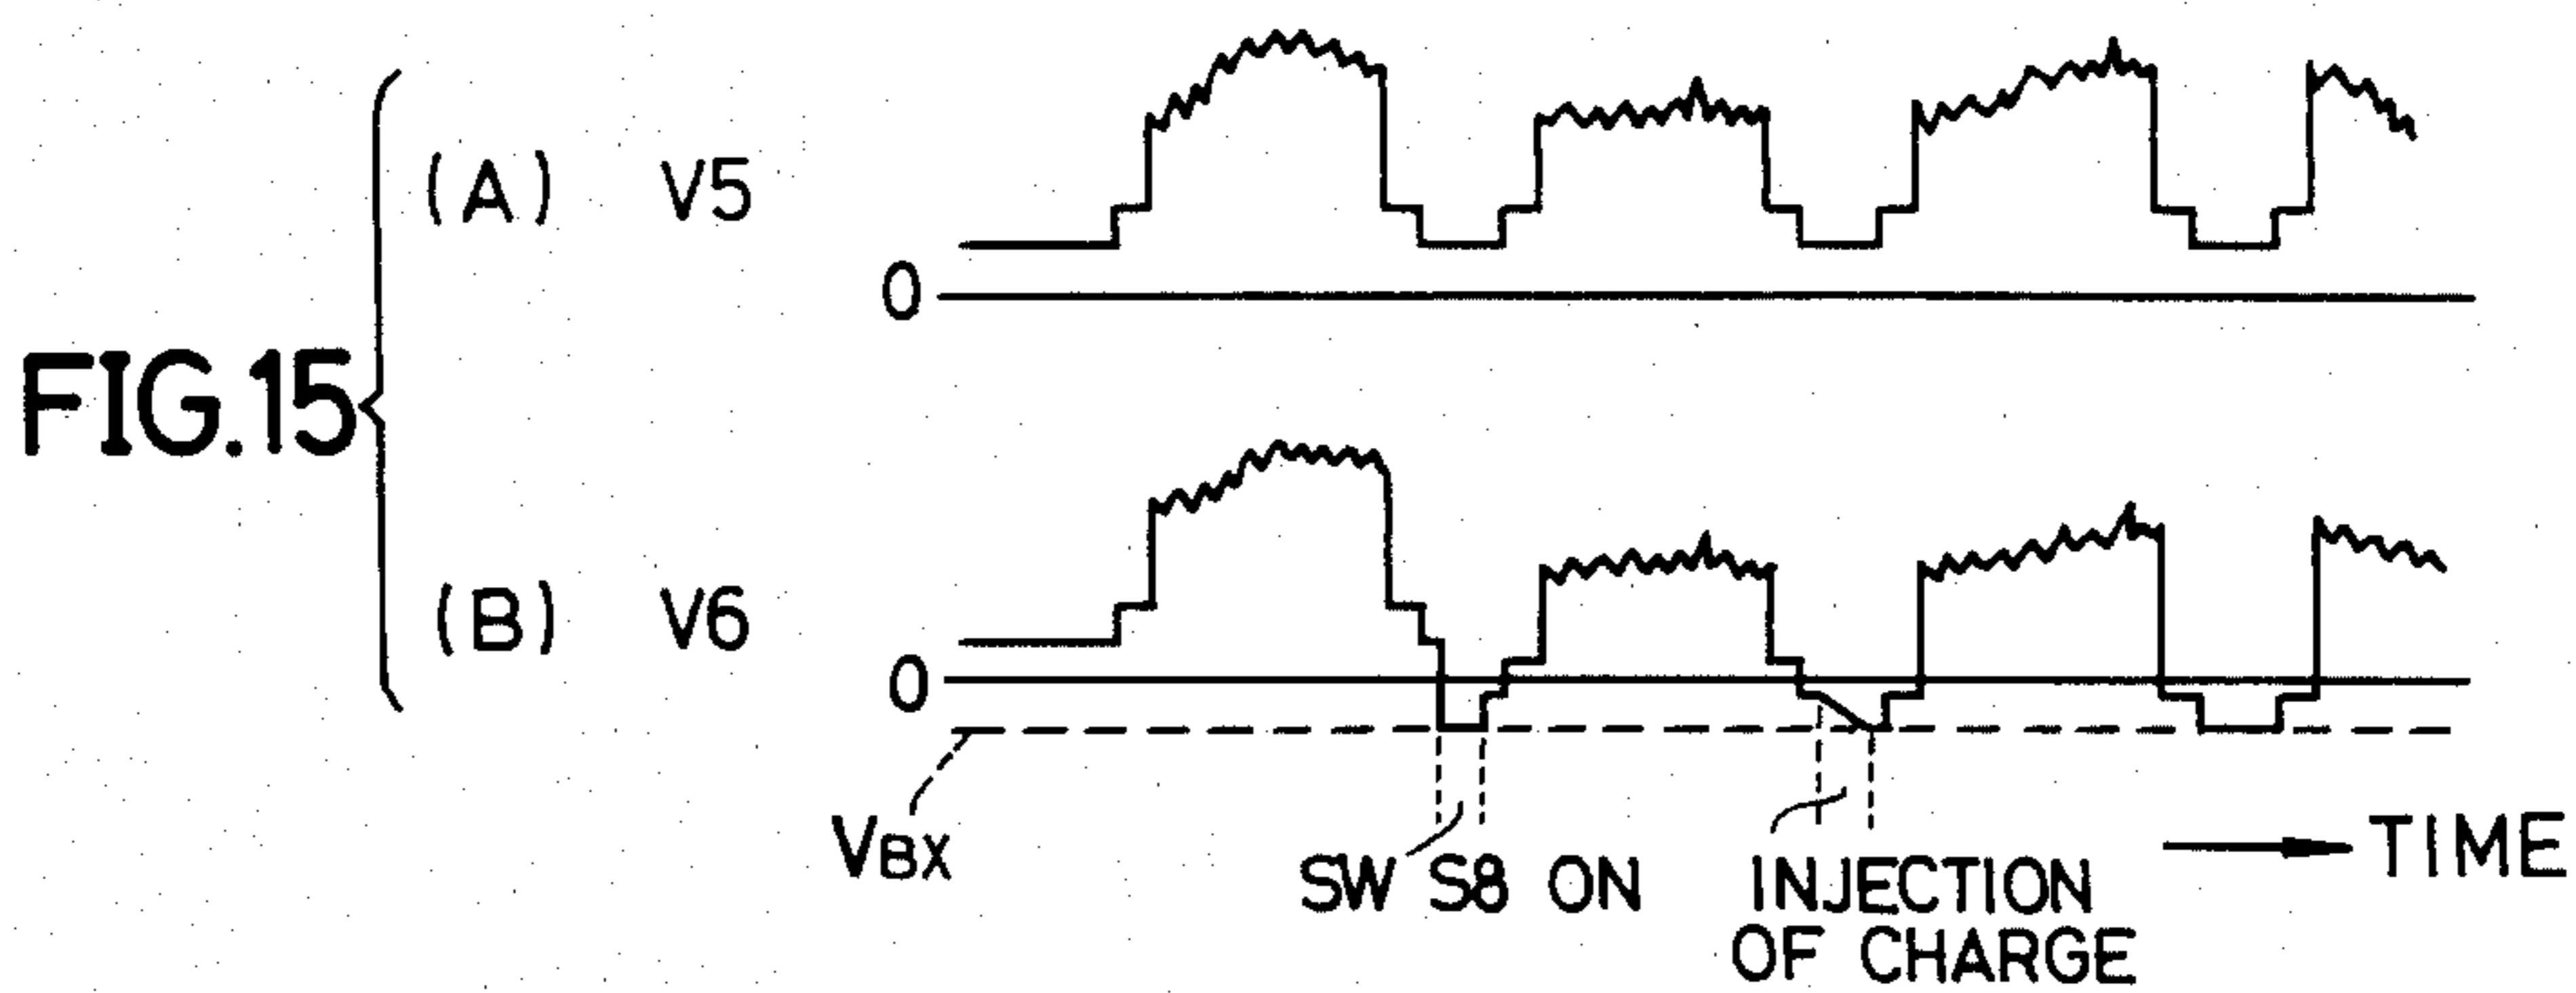 FIG.15
(A) V5
0
(B) V6
0
VBX
SW S8 ON
INJECTION
OF CHARGE
TIME